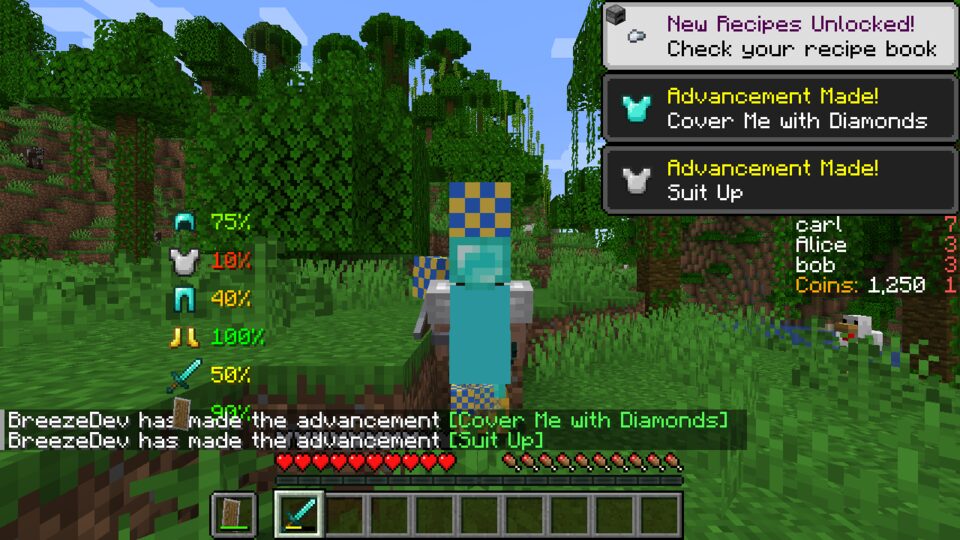 New Recipes Unlocked!
Check your recipe book
Advancement Made!
Cover Me with Diamonds
Advancement Made!
Suit Up
carl 7
Alice 3
bob 3
Coins: 1,250 1
75%
10%
40%
100%
50%
90%
BreezeDev has made the advancement [Cover Me with Diamonds]
BreezeDev has made the advancement [Suit Up]